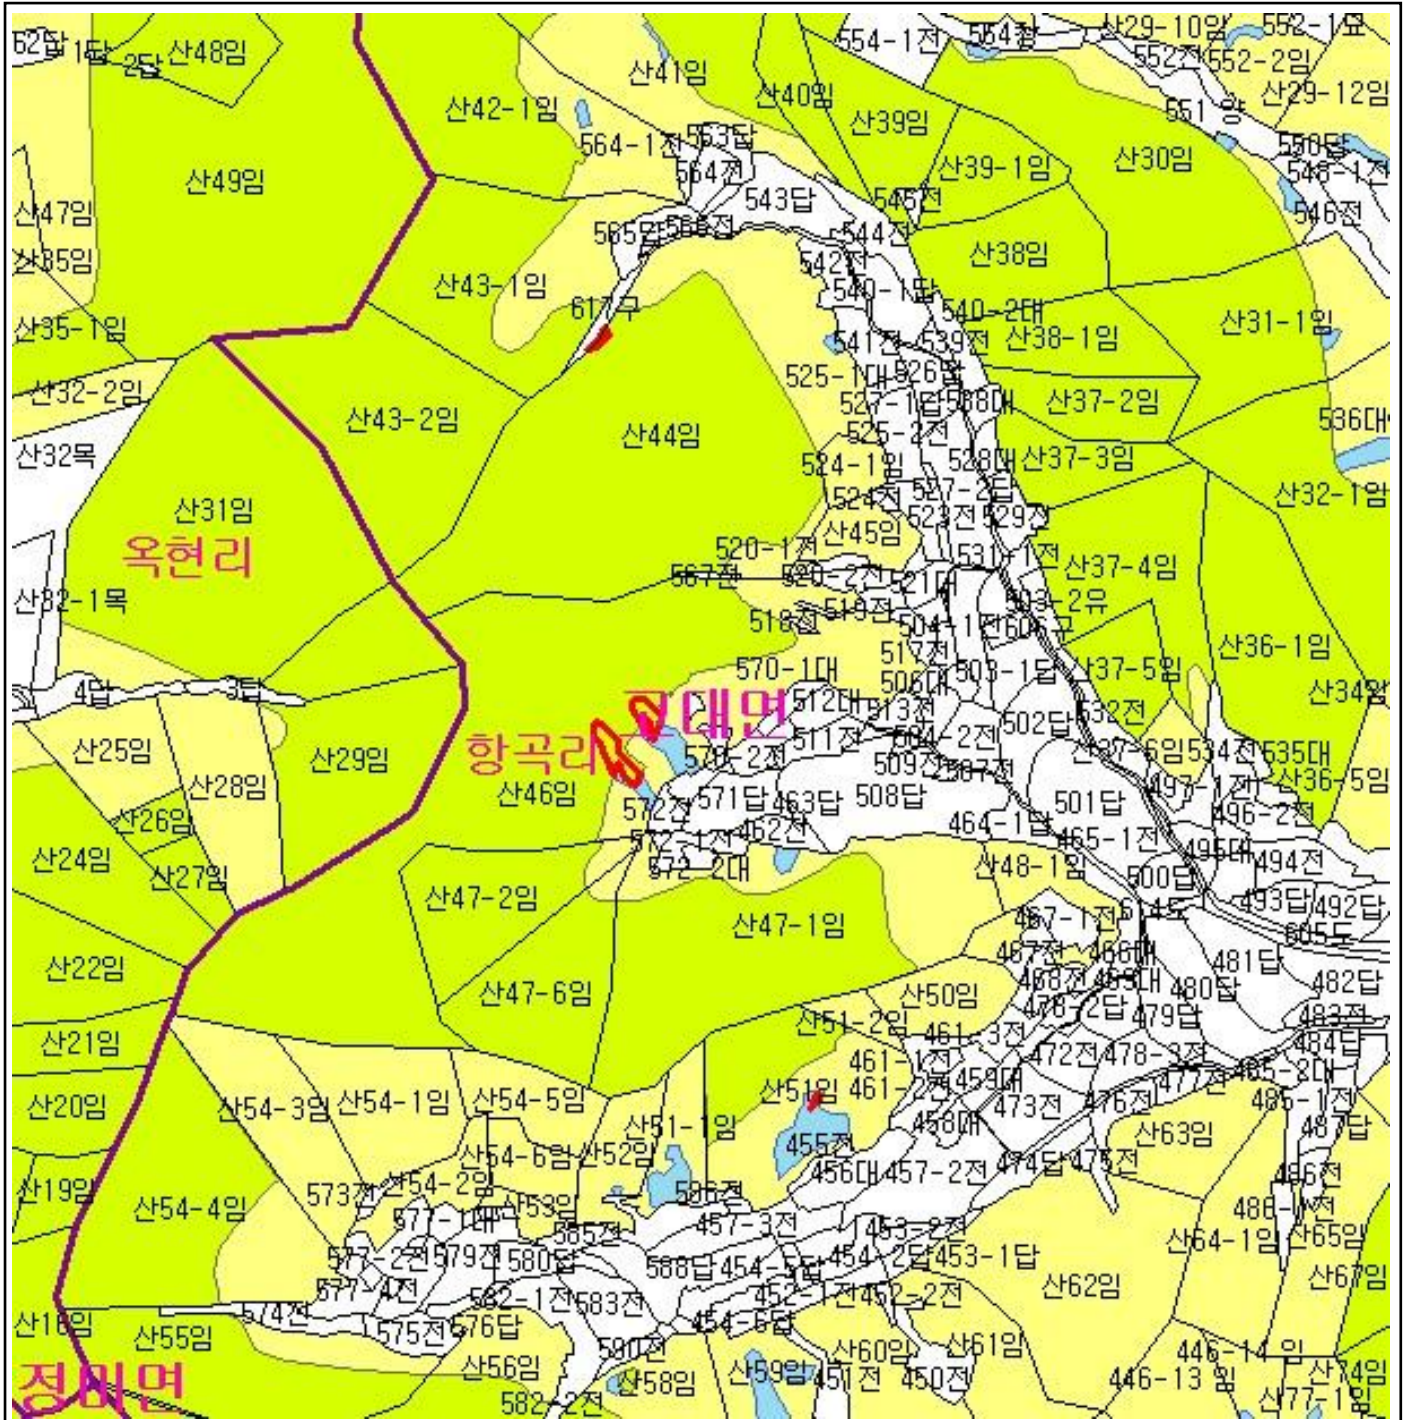 62답
1답
2답
산48임
산42-1임
산41임
산40임
554-1전
산29-10임
552전
552-2임
산29-12임
산39임
551 양
산49임
564-1전
563답
564전
산39-1임
산30임
550답
548-1전
산47임
543답
545전
546전
566전
544전
산35임
산43-1임
542전
산38임
617구
540-1답
540-2대
산35-1임
541전
539전
산38-1임
산31-1임
525-1대
526답
산32-2임
527-1답
538대
산37-2임
산43-2임
산44임
525-2전
536대
산32목
524-1임
528대
산37-3임
524전
527-2답
산32-1임
산31임
523전
529전
산45임
옥현리
520-1전
531-1전
567전
520-2전
521대
산37-4임
산32-1목
519전
503-2유
518전
504-1전
606구
517전
산36-1임
570-1대
506대
503-1답
산37-5임
4답
3답
512대
산34임
고대면
513전
502답
532전
산25임
511전
504-2전
산37-6임
534전
535대
항곡리
570-2전
509전
507전
산29임
산28임
산46임
497-1전
산36-5임
572전
571답
463답
508답
501답
496-2전
산26임
572-1전
462전
464-1답
465-1전
495대
494전
산24임
산27임
572-2대
산48-1임
500답
산47-2임
493답
492답
산47-1임
467-1전
614도
605도
467전
466대
산22임
481답
468전
469대
482답
산47-6임
산50임
480답
478-2답
산51-2임
479답
483전
산21임
461-3전
484답
461-1전
472전
478-3전
461-2전
459대
477전
485-2대
산20임
산54-3임
산54-1임
산54-5임
산51임
473전
476전
485-1전
산51-1임
458대
산63임
487답
455전
산54-6임
산52임
산19임
573전
산54-2임
456대
457-2전
474답
475전
486전
산54-4임
산53임
586전
577-1대
457-3전
453-2전
산64-1임
산65임
577-2전
579전
580답
585전
588답
454-5답
454-2답
453-1답
산62임
산67임
577-4전
582-1전
583전
452-1전
452-2전
574전
산16임
산55임
575전
576답
454-6답
590전
산60임
산61임
446-14 임
정미면
산56임
산58임
산59임
451전
450전
446-13 임
산74임
582-2전
산77-1임